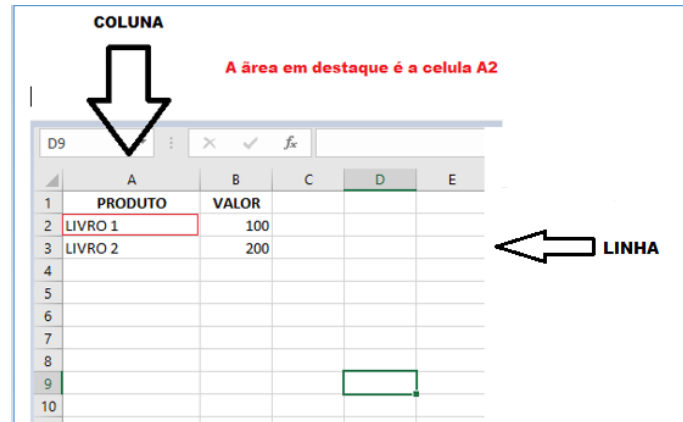 COLUNA
A ãrea em destaque é a celula A2
D9 fx
A B C D E
1 PRODUTO VALOR
2 LIVRO 1 100
3 LIVRO 2 200
LINHA
4
5
6
7
8
9
10